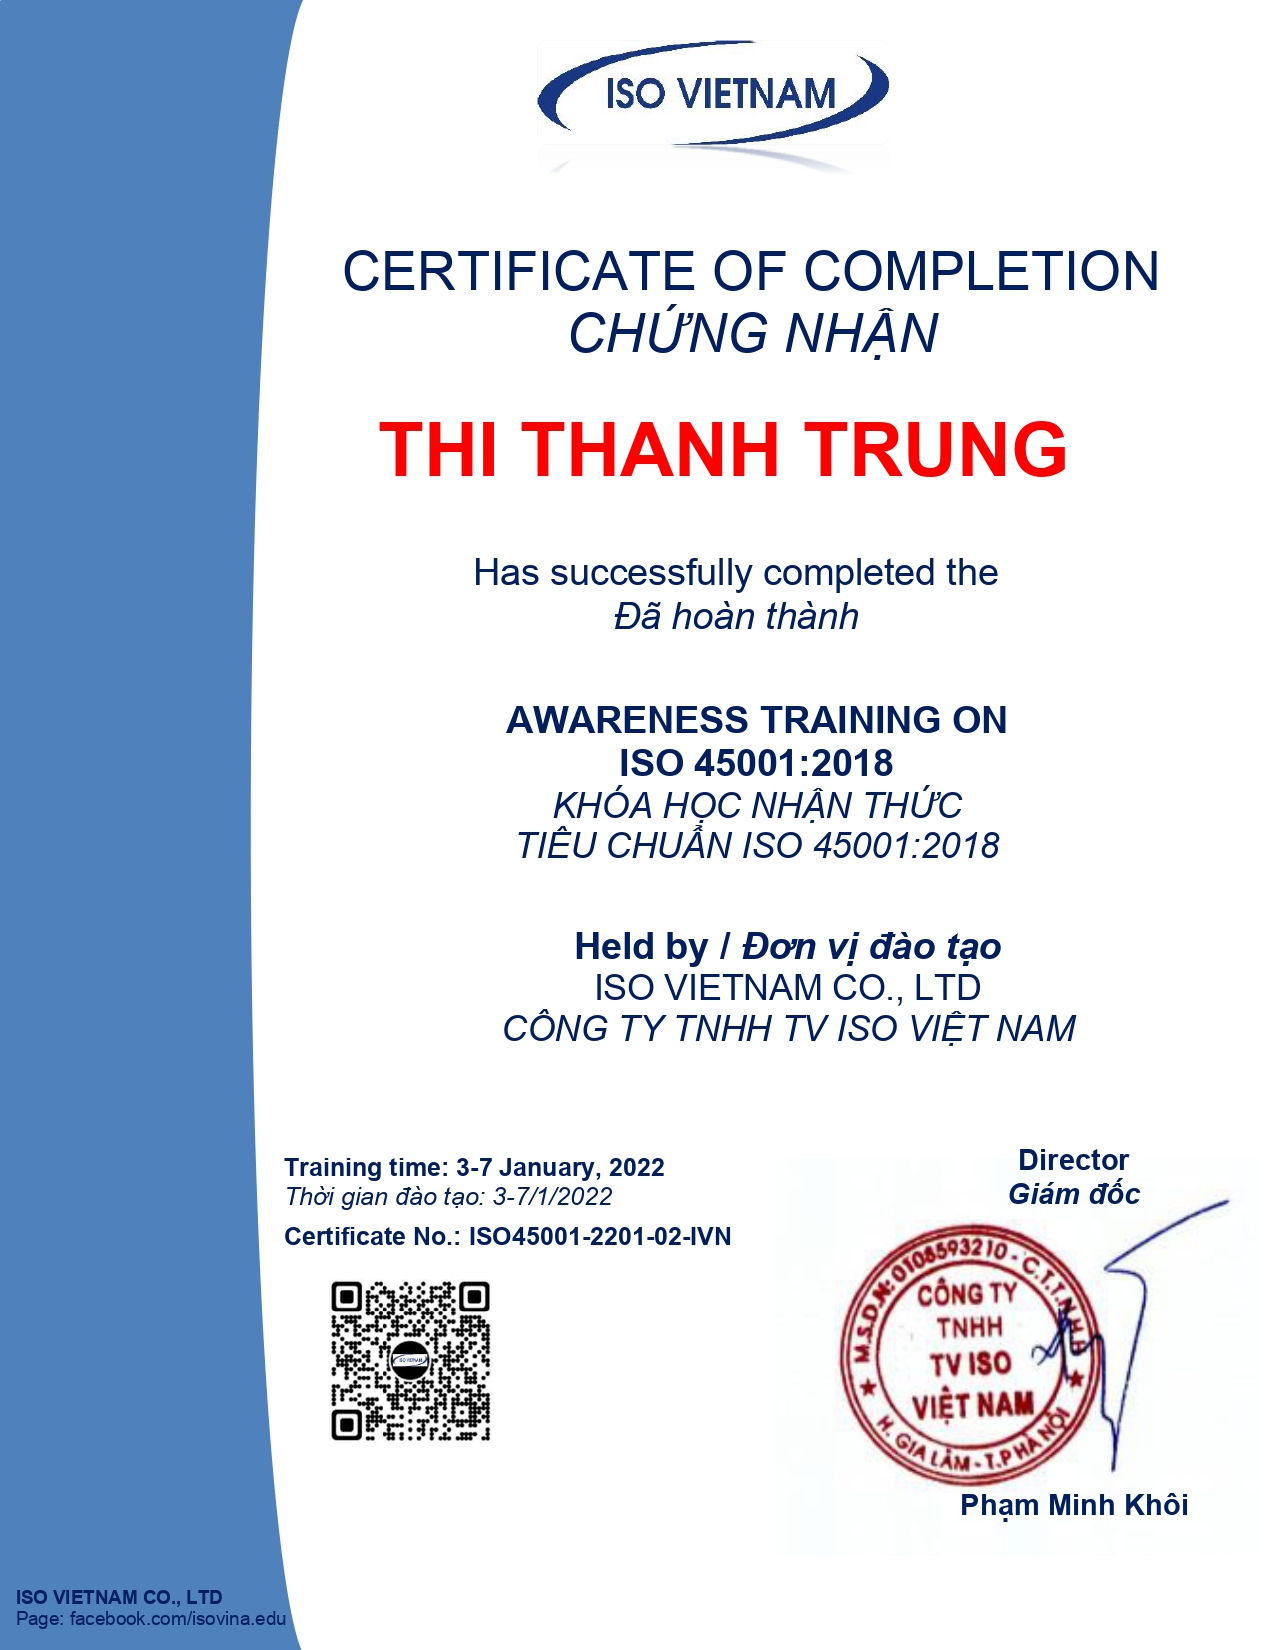 ISO VIETNAM
CERTIFICATE OF COMPLETION
CHỨNG NHẬN
THI THANH TRUNG
Has successfully completed the
Đã hoàn thành
AWARENESS TRAINING ON
ISO 45001:2018
KHÓA HỌC NHẬN THỨC
TIÊU CHUẨN ISO 45001:2018
Held by / Đơn vị đào tạo
ISO VIETNAM CO., LTD
CÔNG TY TNHH TV ISO VIỆT NAM
Training time: 3-7 January, 2022
Thời gian đào tạo: 3-7/1/2022
Certificate No.: ISO45001-2201-02-IVN
ISO VIETNAM
Director
Giám đốc
M.S.D.N: 0108593210 - C.T.T.N.H.H
CÔNG TY
TNHH
TV ISO
VIỆT NAM
H. GIA LÂM - T.P HÀ NỘI
Phạm Minh Khôi
ISO VIETNAM CO., LTD
Page: facebook.com/isovina.edu